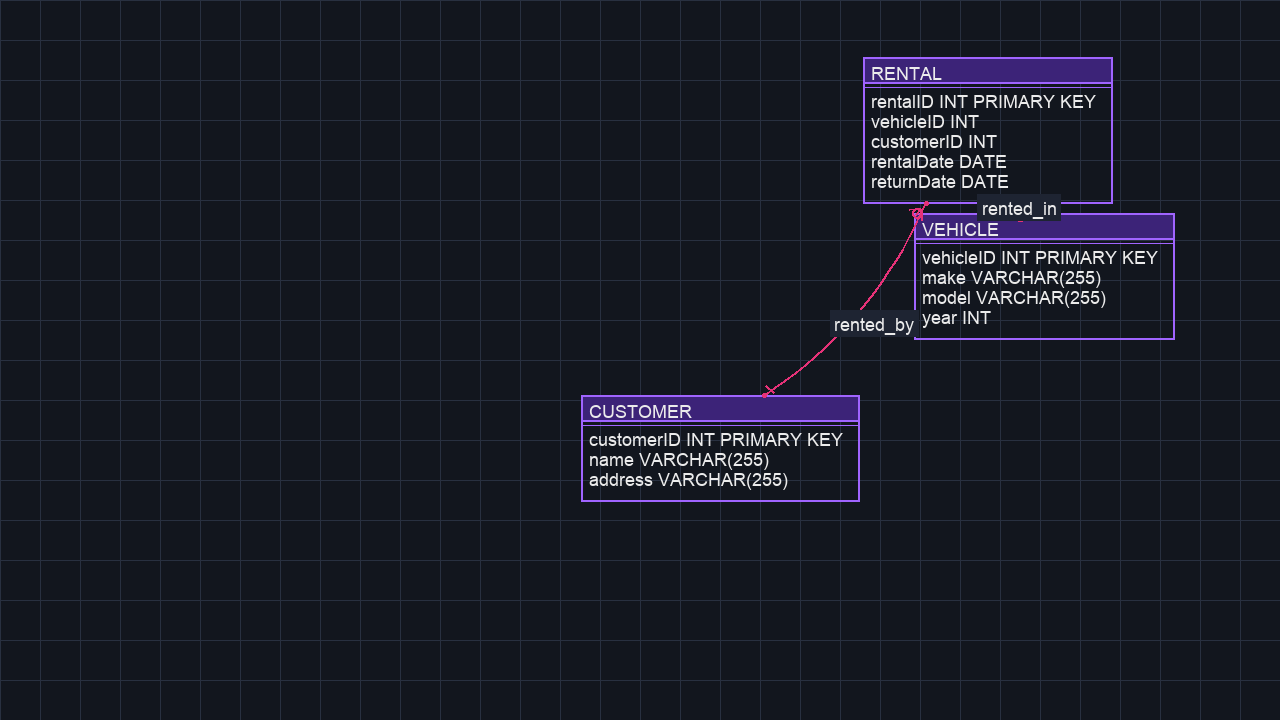 RENTAL
rentalID INT PRIMARY KEY
vehicleID INT
customerID INT
rentalDate DATE
returnDate DATE
rented_in
VEHICLE
vehicleID INT PRIMARY KEY
make VARCHAR(255)
model VARCHAR(255)
year INT
rented_by
CUSTOMER
customerID INT PRIMARY KEY
name VARCHAR(255)
address VARCHAR(255)